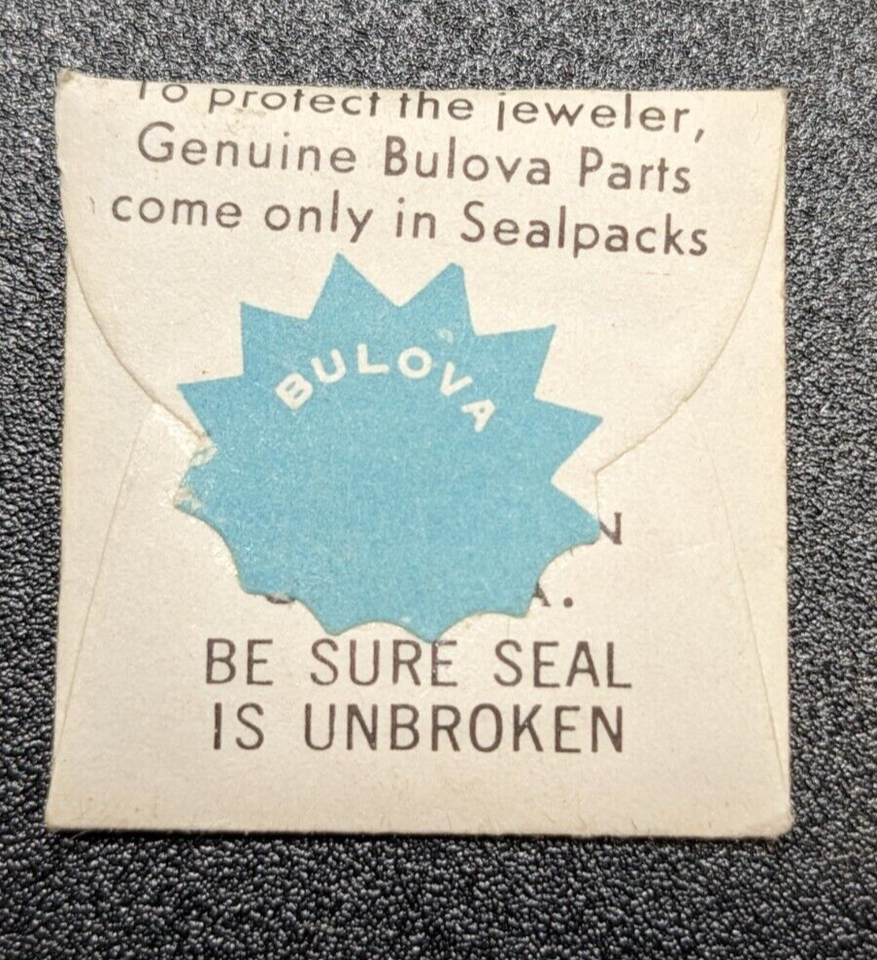 To protect the jeweler,
Genuine Bulova Parts
come only in Sealpacks
BULOVA
BE SURE SEAL
IS UNBROKEN